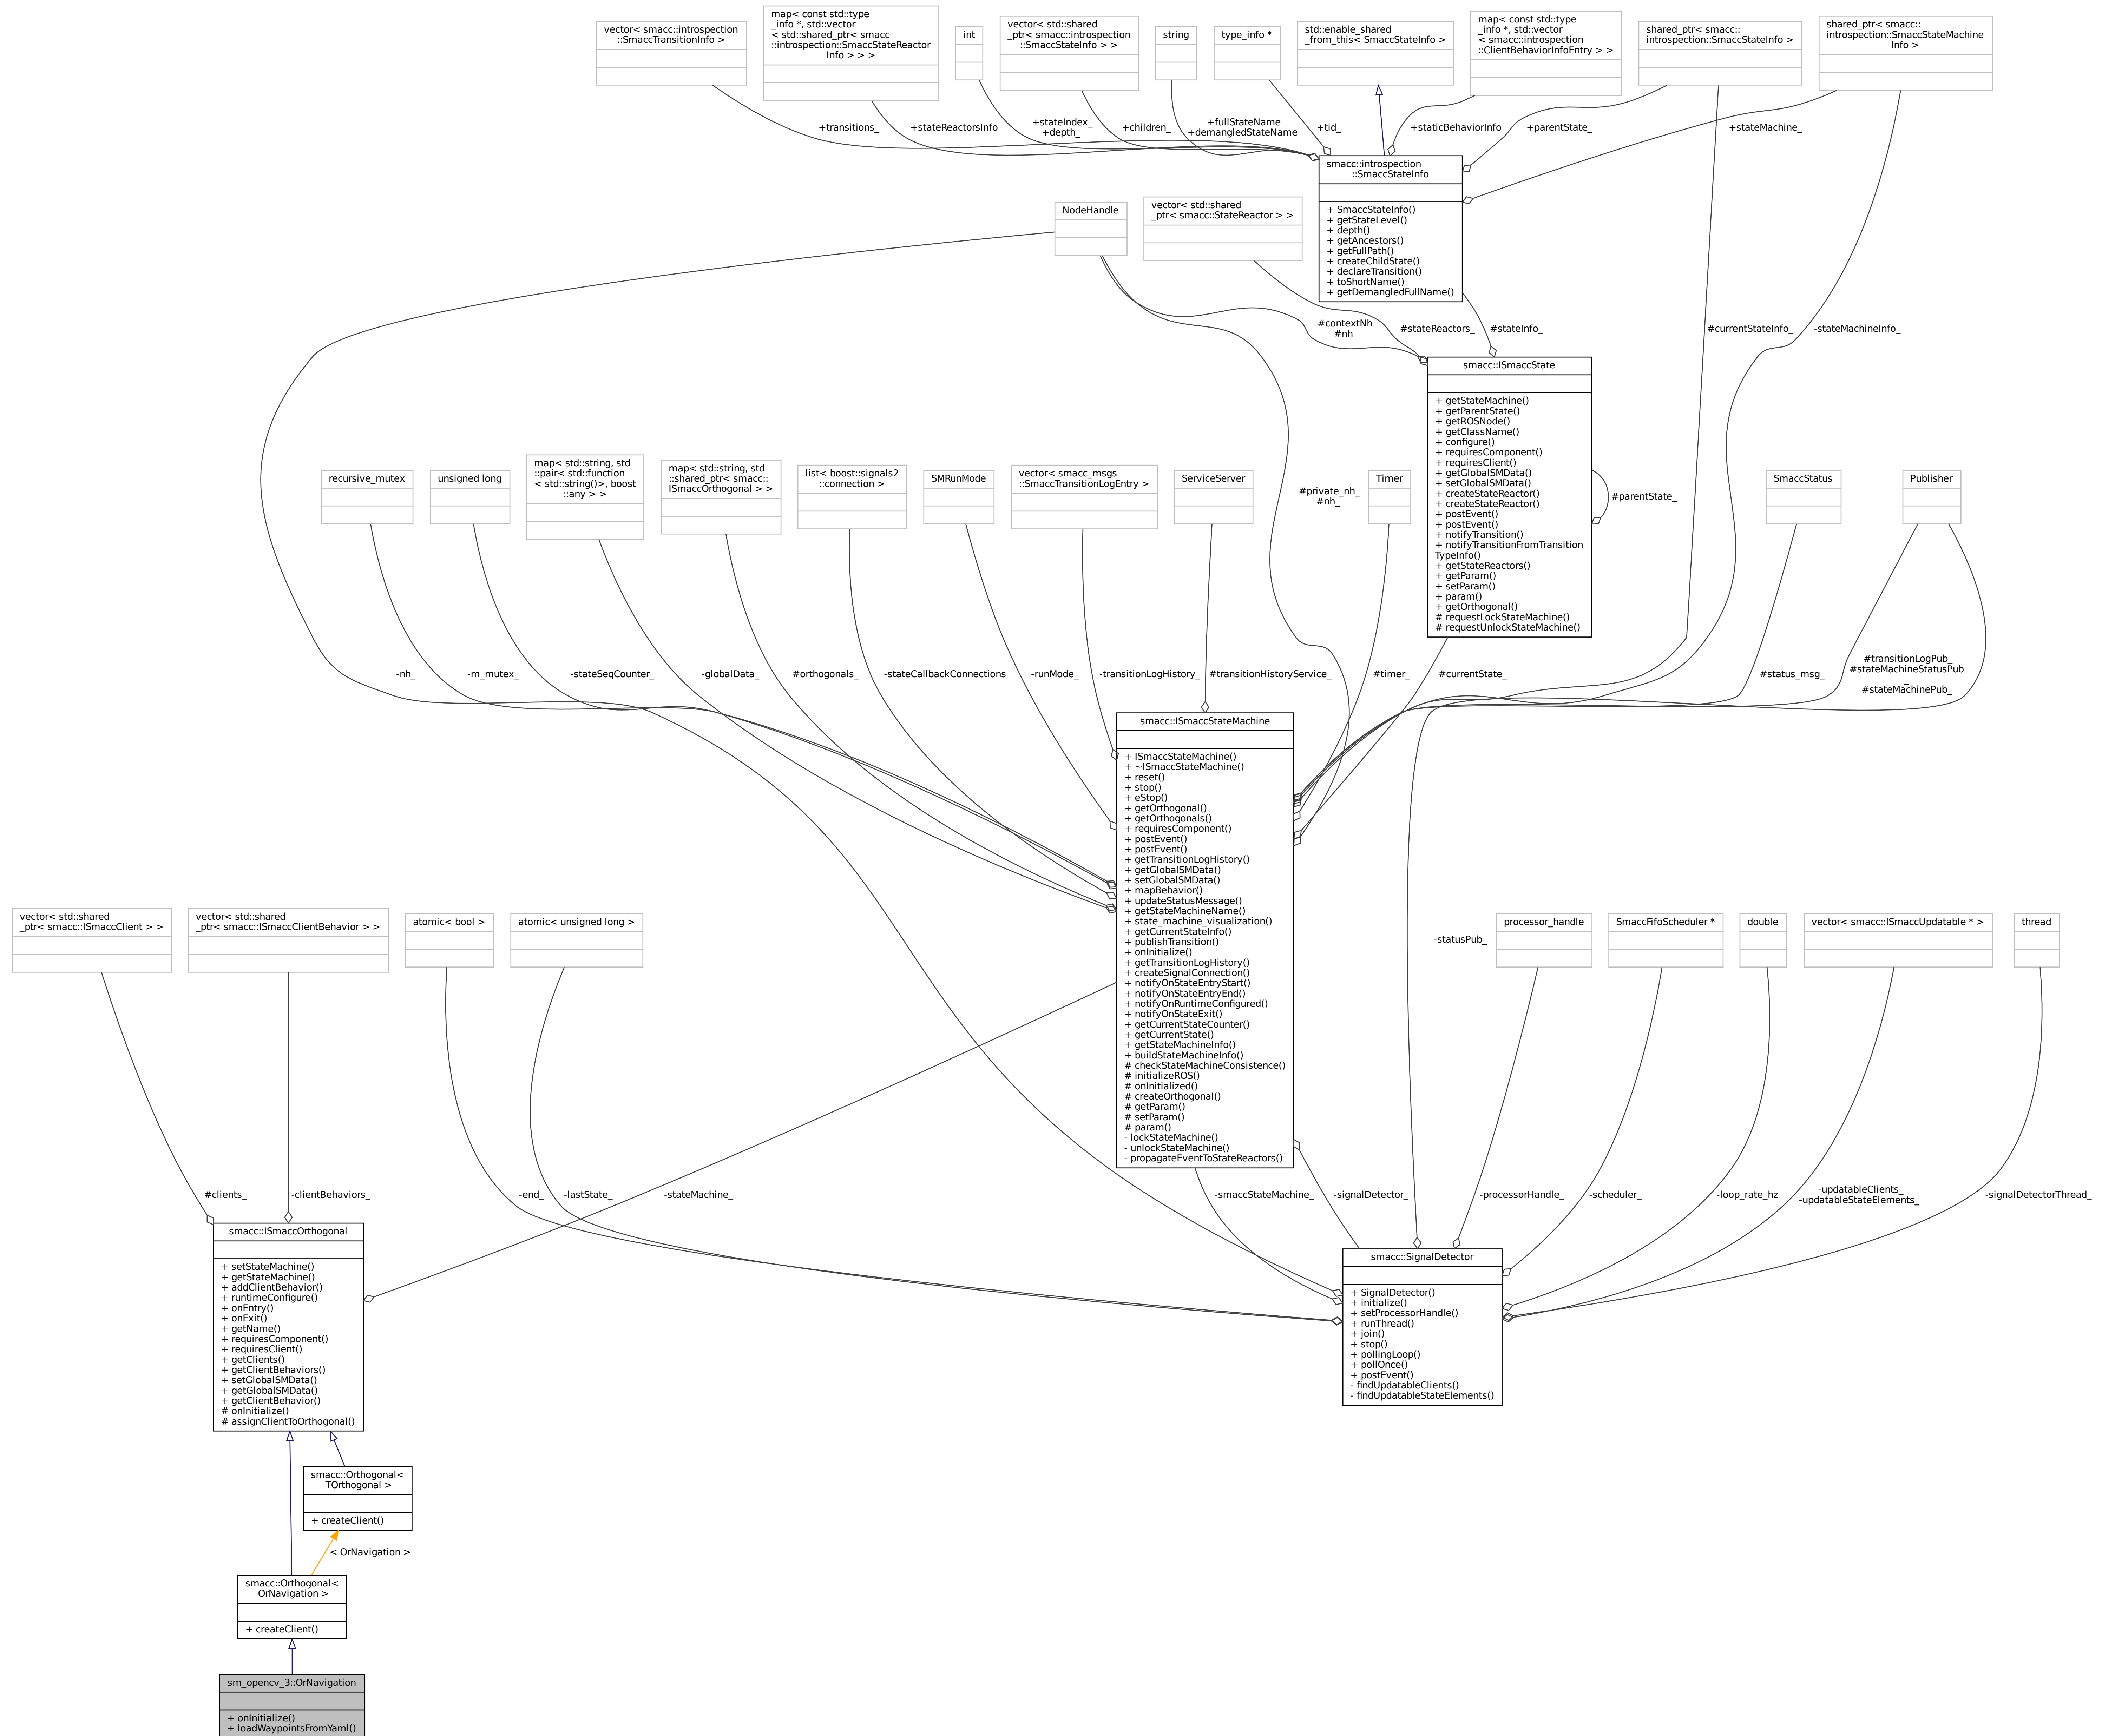 vector< smacc::introspection
::SmaccTransitionInfo >
map< const std::type
_info *, std::vector
< std::shared_ptr< smacc
::introspection::SmaccStateReactor
Info > > >
int
vector< std::shared
_ptr< smacc::introspection
::SmaccStateInfo > >
string
type_info *
std::enable_shared
_from_this< SmaccStateInfo >
map< const std::type
_info *, std::vector
< smacc::introspection
::ClientBehaviorInfoEntry > >
shared_ptr< smacc::
introspection::SmaccStateInfo >
shared_ptr< smacc::
introspection::SmaccStateMachine
Info >
+transitions_
+stateReactorsInfo
+stateIndex_
+depth_
+children_
+fullStateName
+demangledStateName
+tid_
+staticBehaviorInfo
+parentState_
+stateMachine_
smacc::introspection
::SmaccStateInfo
+ SmaccStateInfo()
+ getStateLevel()
+ depth()
+ getAncestors()
+ getFullPath()
+ createChildState()
+ declareTransition()
+ toShortName()
+ getDemangledFullName()
NodeHandle
vector< std::shared
_ptr< smacc::StateReactor > >
#contextNh
#nh
#stateReactors_
#stateInfo_
#currentStateInfo_
-stateMachineInfo_
smacc::ISmaccState
+ getStateMachine()
+ getParentState()
+ getROSNode()
+ getClassName()
+ configure()
+ requiresComponent()
+ requiresClient()
+ getGlobalSMData()
+ setGlobalSMData()
+ createStateReactor()
+ createStateReactor()
+ postEvent()
+ postEvent()
+ notifyTransition()
+ notifyTransitionFromTransition
TypeInfo()
+ getStateReactors()
+ getParam()
+ setParam()
+ param()
+ getOrthogonal()
# requestLockStateMachine()
# requestUnlockStateMachine()
#parentState_
recursive_mutex
unsigned long
map< std::string, std
::pair< std::function
< std::string()>, boost
::any > >
map< std::string, std
::shared_ptr< smacc::
ISmaccOrthogonal > >
list< boost::signals2
::connection >
SMRunMode
vector< smacc_msgs
::SmaccTransitionLogEntry >
ServiceServer
#private_nh_
#nh_
Timer
SmaccStatus
Publisher
-nh_
-m_mutex_
-stateSeqCounter_
-globalData_
#orthogonals_
-stateCallbackConnections
-runMode_
-transitionLogHistory_
#transitionHistoryService_
#timer_
#currentState_
#status_msg_
#transitionLogPub_
#stateMachineStatusPub
_
#stateMachinePub_
smacc::ISmaccStateMachine
+ ISmaccStateMachine()
+ ~ISmaccStateMachine()
+ reset()
+ stop()
+ eStop()
+ getOrthogonal()
+ getOrthogonals()
+ requiresComponent()
+ postEvent()
+ postEvent()
+ getTransitionLogHistory()
+ getGlobalSMData()
+ setGlobalSMData()
+ mapBehavior()
+ updateStatusMessage()
+ getStateMachineName()
+ state_machine_visualization()
+ getCurrentStateInfo()
+ publishTransition()
+ onInitialize()
+ getTransitionLogHistory()
+ createSignalConnection()
+ notifyOnStateEntryStart()
+ notifyOnStateEntryEnd()
+ notifyOnRuntimeConfigured()
+ notifyOnStateExit()
+ getCurrentStateCounter()
+ getCurrentState()
+ getStateMachineInfo()
+ buildStateMachineInfo()
# checkStateMachineConsistence()
# initializeROS()
# onInitialized()
# createOrthogonal()
# getParam()
# setParam()
# param()
- lockStateMachine()
- unlockStateMachine()
- propagateEventToStateReactors()
vector< std::shared
_ptr< smacc::ISmaccClient > >
vector< std::shared
_ptr< smacc::ISmaccClientBehavior > >
atomic< bool >
atomic< unsigned long >
-statusPub_
processor_handle
SmaccFifoScheduler *
double
vector< smacc::ISmaccUpdatable * >
thread
#clients_
-clientBehaviors_
-end_
-lastState_
-stateMachine_
-smaccStateMachine_
-signalDetector_
-processorHandle_
-scheduler_
-loop_rate_hz
-updatableClients_
-updatableStateElements_
-signalDetectorThread_
smacc::ISmaccOrthogonal
+ setStateMachine()
+ getStateMachine()
+ addClientBehavior()
+ runtimeConfigure()
+ onEntry()
+ onExit()
+ getName()
+ requiresComponent()
+ requiresClient()
+ getClients()
+ getClientBehaviors()
+ setGlobalSMData()
+ getGlobalSMData()
+ getClientBehavior()
# onInitialize()
# assignClientToOrthogonal()
smacc::SignalDetector
+ SignalDetector()
+ initialize()
+ setProcessorHandle()
+ runThread()
+ join()
+ stop()
+ pollingLoop()
+ pollOnce()
+ postEvent()
- findUpdatableClients()
- findUpdatableStateElements()
smacc::Orthogonal<
TOrthogonal >
+ createClient()
< OrNavigation >
smacc::Orthogonal<
OrNavigation >
+ createClient()
sm_opencv_3::OrNavigation
+ onInitialize()
+ loadWaypointsFromYaml()